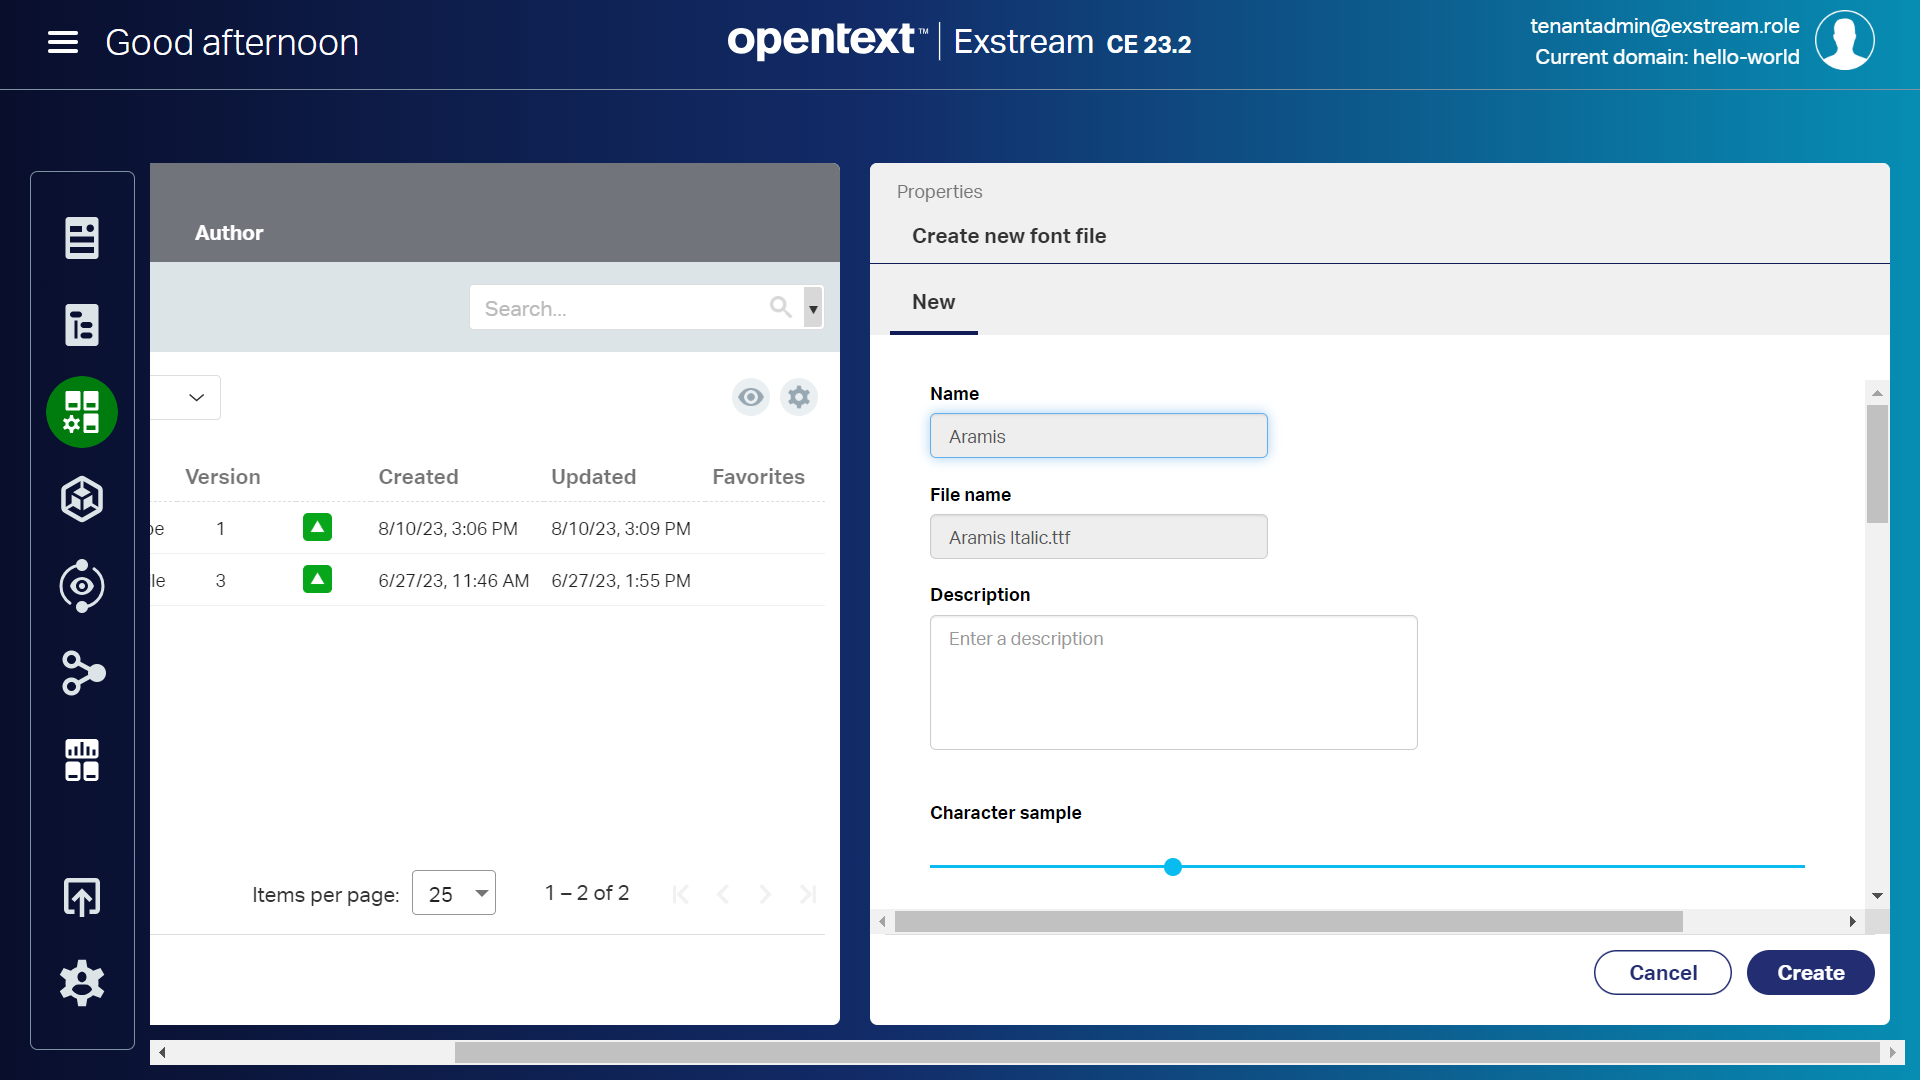 Good afternoon
opentext™ Exstream CE 23.2
tenantadmin@exstream.role
Current domain: hello-world
Author
Search...
Version Created Updated Favorites
1 8/10/23, 3:06 PM 8/10/23, 3:09 PM
3 6/27/23, 11:46 AM 6/27/23, 1:55 PM
Items per page: 25 1 – 2 of 2
Properties
Create new font file
New
Name
Aramis
File name
Aramis Italic.ttf
Description
Enter a description
Character sample
Cancel Create